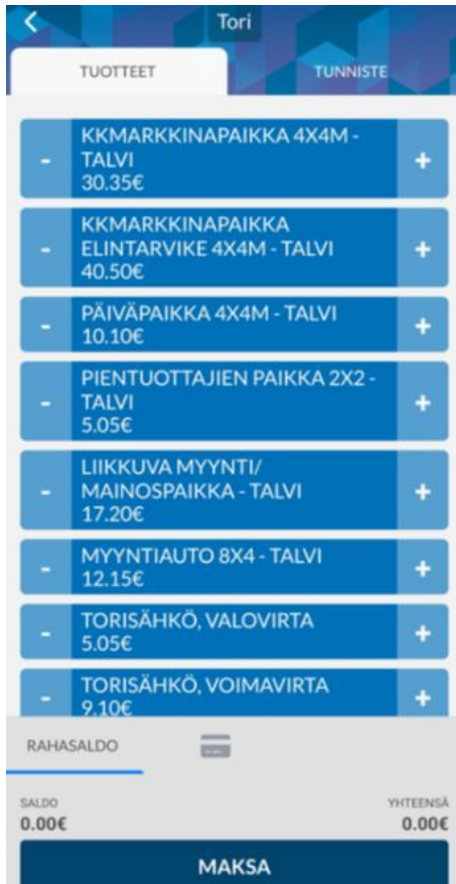 Tori
TUOTTEET
TUNNISTE
KKMARKKINAPAIKKA 4X4M -
TALVI
30.35€
- +
KKMARKKINAPAIKKA
ELINTARVIKE 4X4M - TALVI
40.50€
- +
PÄIVÄPAIKKA 4X4M - TALVI
10.10€
- +
PIENTUOTTAJIEN PAIKKA 2X2 -
TALVI
5.05€
- +
LIIKKUVA MYYNTI/
MAINOSPAIKKA - TALVI
17.20€
- +
MYYNTIAUTO 8X4 - TALVI
12.15€
- +
TORISÄHKÖ, VALOVIRTA
5.05€
- +
TORISÄHKÖ, VOIMAVIRTA
9.10€
- +
RAHASALDO
SALDO
0.00€
YHTEENSÄ
0.00€
MAKSA